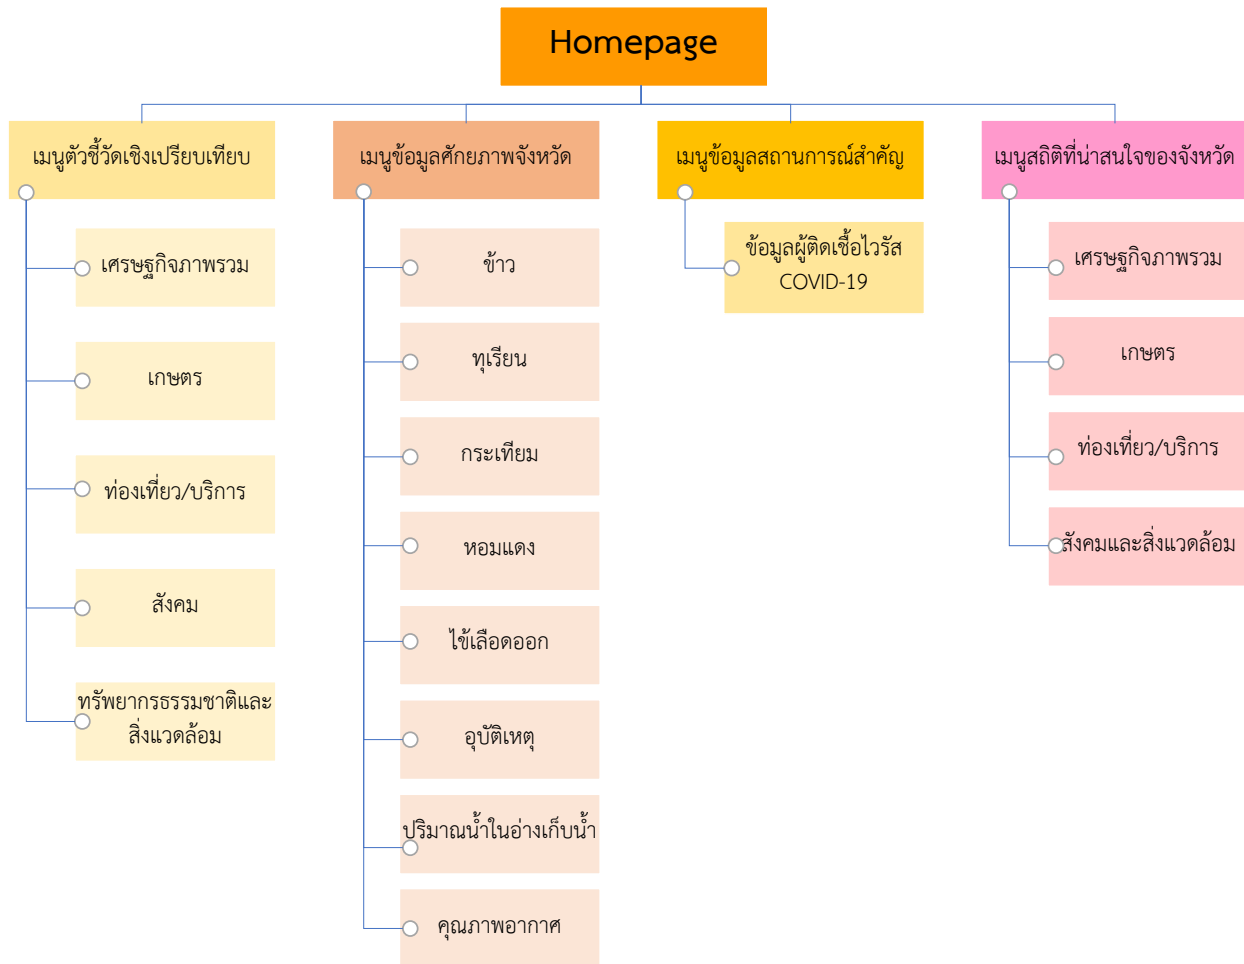 Homepage
เมนูตัวชี้วัดเชิงเปรียบเทียบ
เศรษฐกิจภาพรวม
เกษตร
ท่องเที่ยว/บริการ
สังคม
ทรัพยากรธรรมชาติและ
สิ่งแวดล้อม
เมนูข้อมูลศักยภาพจังหวัด
ข้าว
ทุเรียน
กระเทียม
หอมแดง
ไข้เลือดออก
อุบัติเหตุ
ปริมาณน้ำในอ่างเก็บน้ำ
คุณภาพอากาศ
เมนูข้อมูลสถานการณ์สำคัญ
ข้อมูลผู้ติดเชื้อไวรัส
COVID-19
เมนูสถิติที่น่าสนใจของจังหวัด
เศรษฐกิจภาพรวม
เกษตร
ท่องเที่ยว/บริการ
สังคมและสิ่งแวดล้อม